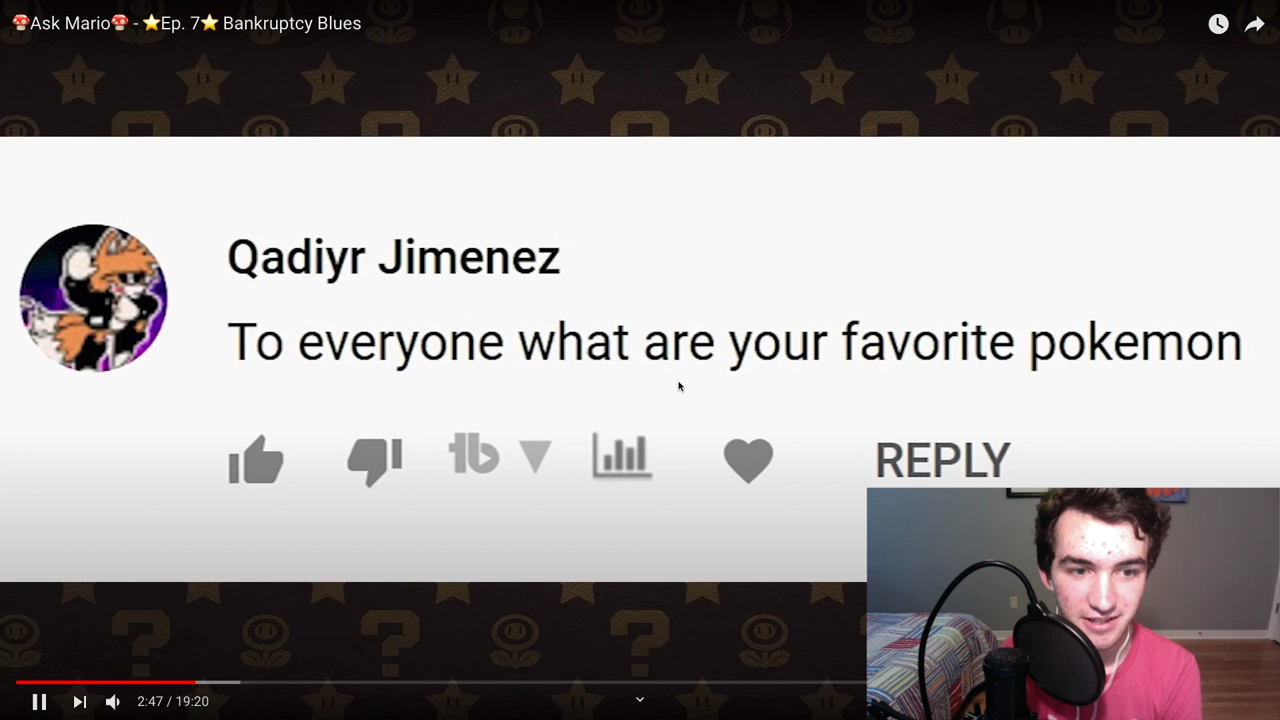 🍄Ask Mario🍄 - ⭐Ep. 7⭐ Bankruptcy Blues
Qadiyr Jimenez
To everyone what are your favorite pokemon
tb
REPLY
2:47 / 19:20